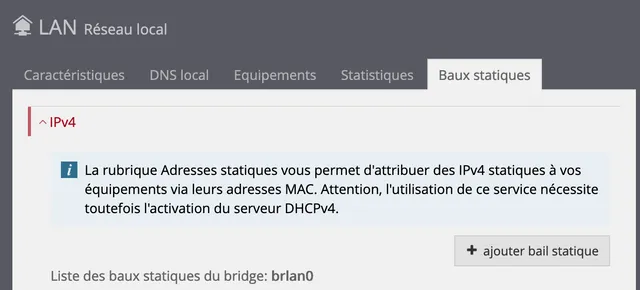 LAN Réseau local
Caractéristiques DNS local Equipements Statistiques Baux statiques
IPv4
La rubrique Adresses statiques vous permet d'attribuer des IPv4 statiques à vos
équipements via leurs adresses MAC. Attention, l'utilisation de ce service nécessite
toutefois l'activation du serveur DHCPv4.
+ ajouter bail statique
Liste des baux statiques du bridge: brlan0